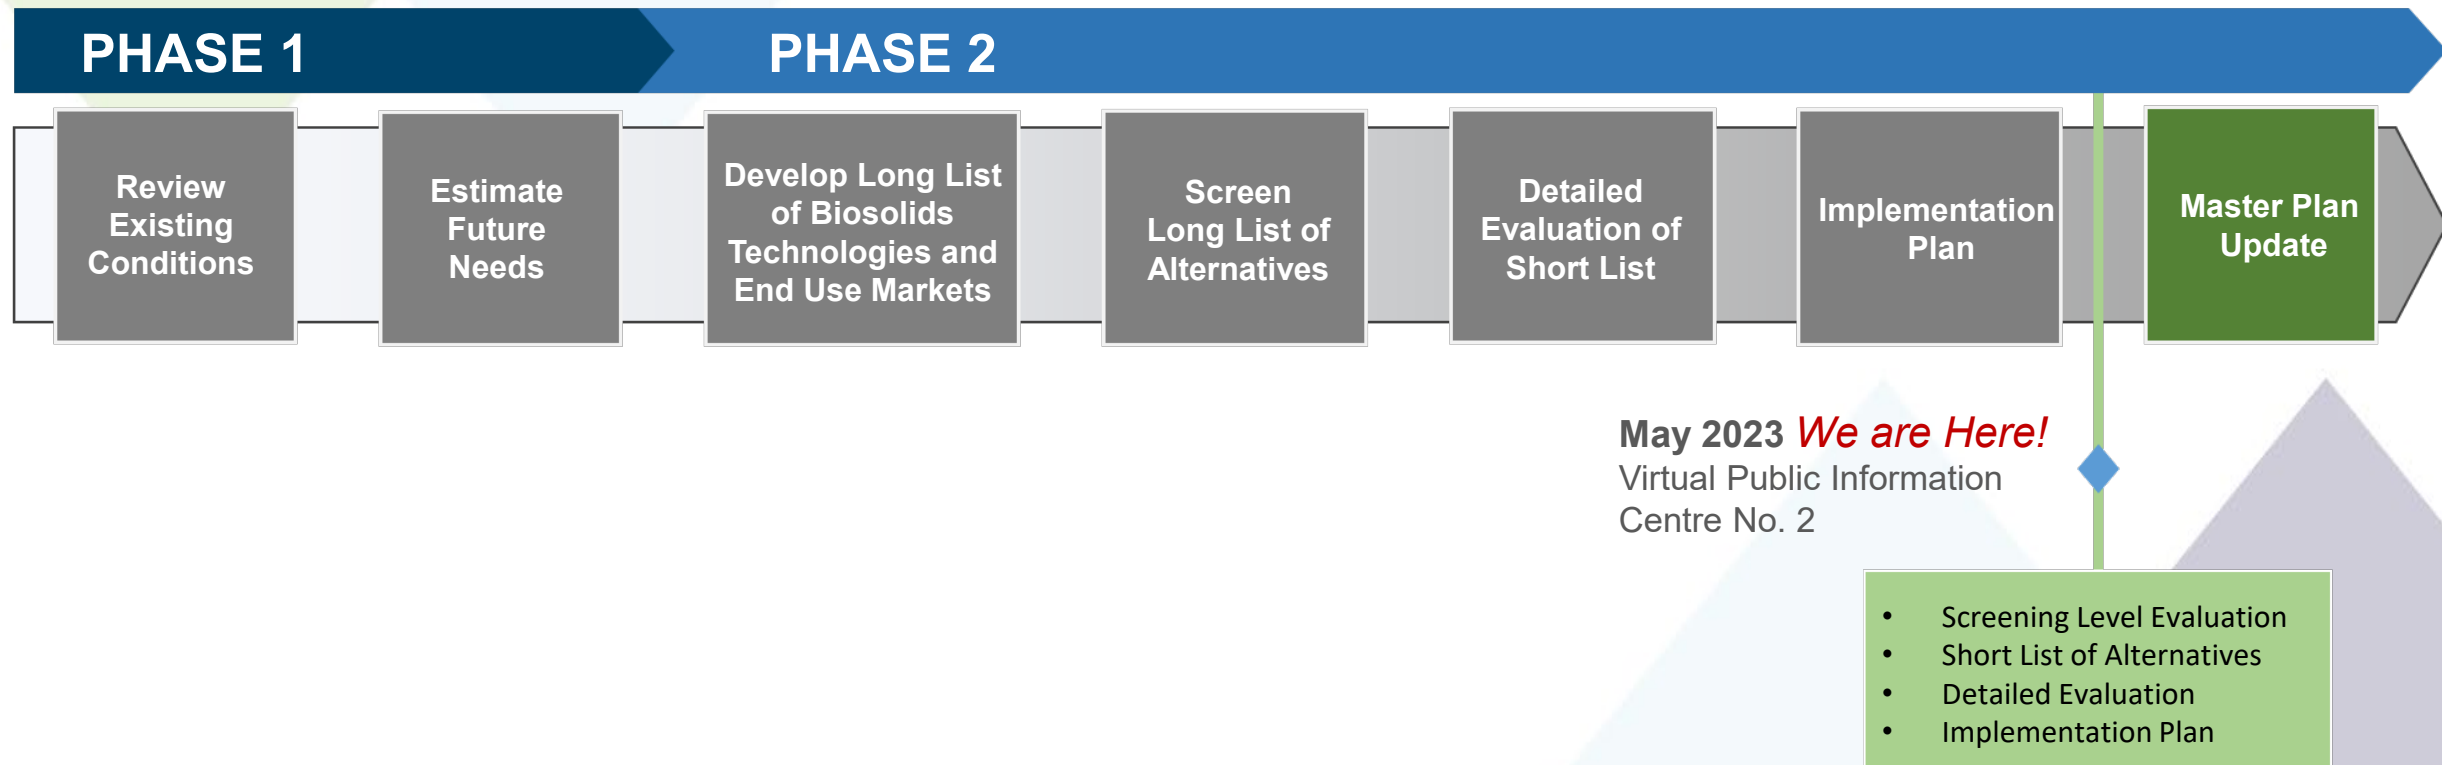 PHASE 1
PHASE 2
Review
Existing
Conditions
Estimate
Future
Needs
Develop Long List
of Biosolids
Technologies and
End Use Markets
Screen
Long List of
Alternatives
Detailed
Evaluation of
Short List
Implementation
Plan
Master Plan
Update
May 2023 We are Here!
Virtual Public Information
Centre No. 2
• Screening Level Evaluation
• Short List of Alternatives
• Detailed Evaluation
• Implementation Plan